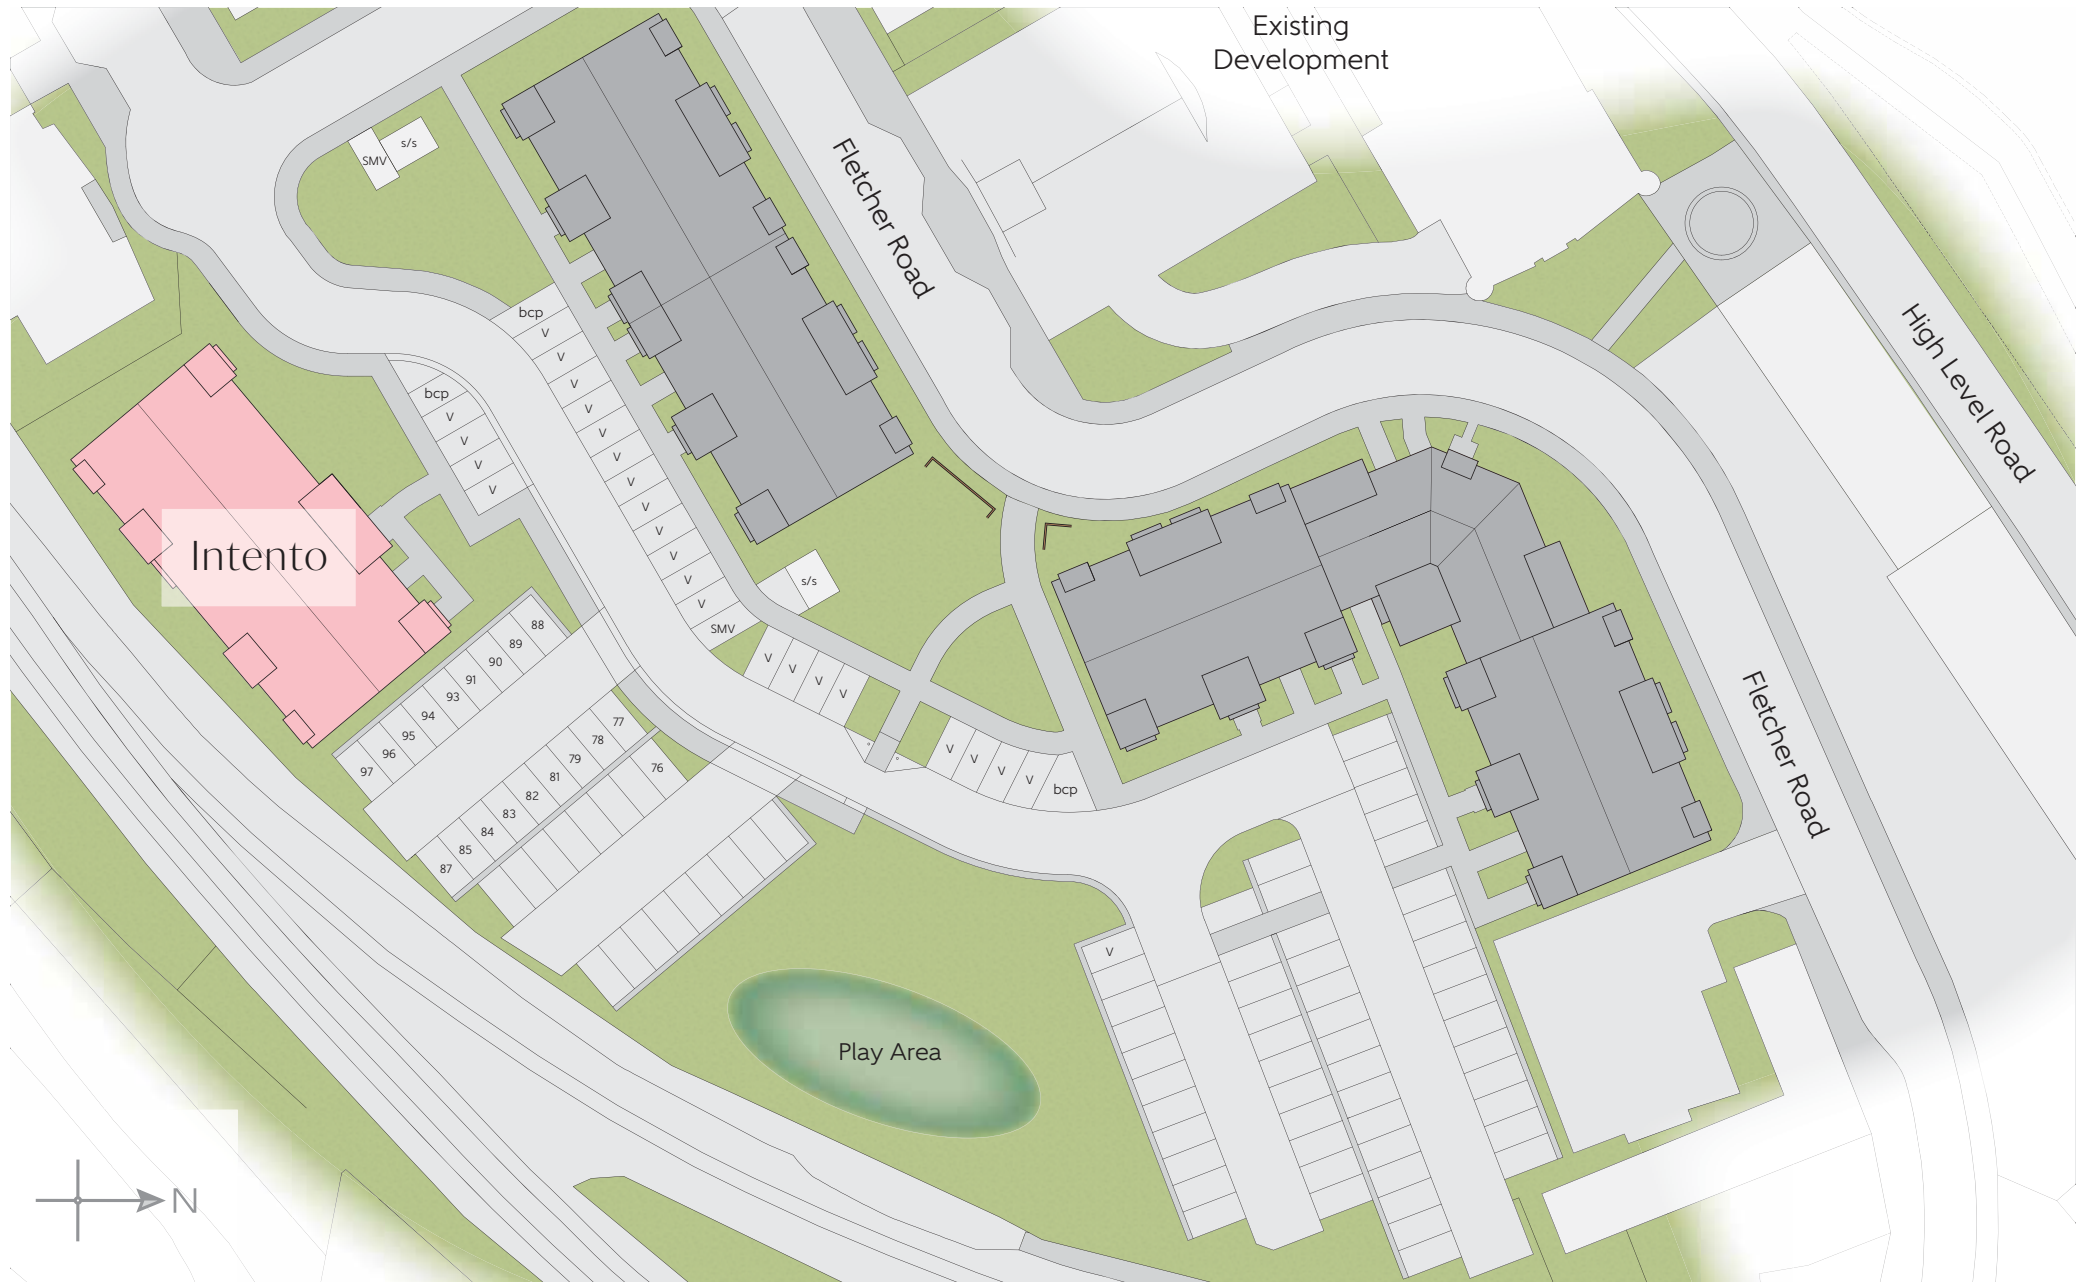 Existing
Development
SMV
s/s
Fletcher Road
High Level Road
bcp
V
V
V
V
V
V
V
V
V
V
V
V
SMV
bcp
V
V
V
V
Intento
s/s
88
89
90
91
93
94
95
96
97
77
78
79
81
82
83
84
85
87
76
V
V
V
V
V
V
V
V
bcp
Fletcher Road
V
Play Area
N